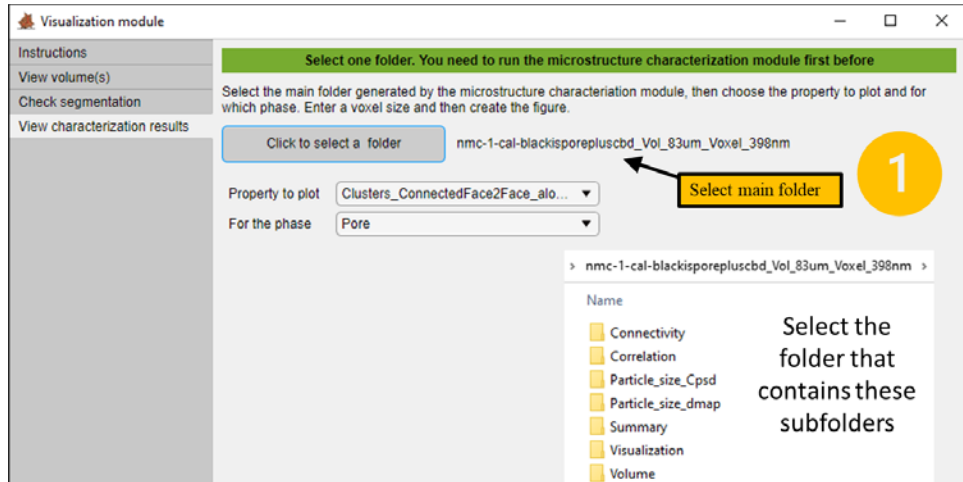 Visualization module
Instructions
View volume(s)
Check segmentation
View characterization results
Select one folder. You need to run the microstructure characterization module first before
Select the main folder generated by the microstructure characteriation module, then choose the property to plot and for
which phase. Enter a voxel size and then create the figure.
Click to select a folder
nmc-1-cal-blackisporepluscbd_Vol_83um_Voxel_398nm
Select main folder
1
Property to plot
Clusters_ConnectedFace2Face_alo...
For the phase
Pore
> nmc-1-cal-blackisporepluscbd_Vol_83um_Voxel_398nm >
Name
Connectivity
Correlation
Particle_size_Cpsd
Particle_size_dmap
Summary
Visualization
Volume
Select the
folder that
contains these
subfolders